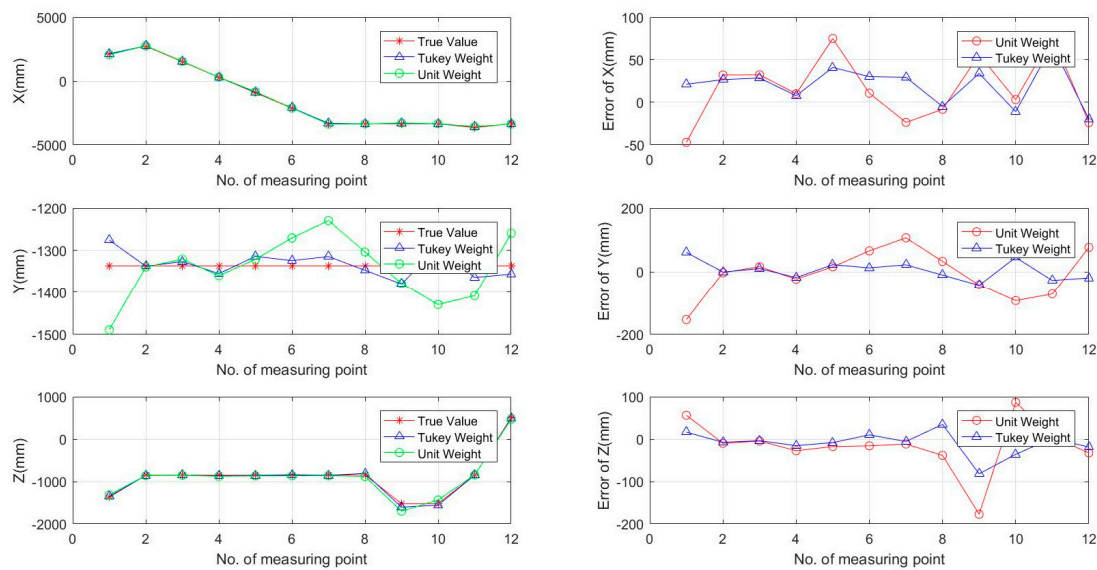 5000
0
-5000
X(mm)
True Value
Tukey Weight
Unit Weight
0 2 4 6 8 10 12
No. of measuring point
100
50
0
-50
Error of X(mm)
Unit Weight
Tukey Weight
0 2 4 6 8 10 12
No. of measuring point
-1200
-1300
-1400
-1500
Y(mm)
True Value
Tukey Weight
Unit Weight
0 2 4 6 8 10 12
No. of measuring point
200
0
-200
Error of Y(mm)
Unit Weight
Tukey Weight
0 2 4 6 8 10 12
No. of measuring point
1000
0
-1000
-2000
Z(mm)
True Value
Tukey Weight
Unit Weight
0 2 4 6 8 10 12
No. of measuring point
100
0
-100
-200
Error of Z(mm)
Unit Weight
Tukey Weight
0 2 4 6 8 10 12
No. of measuring point